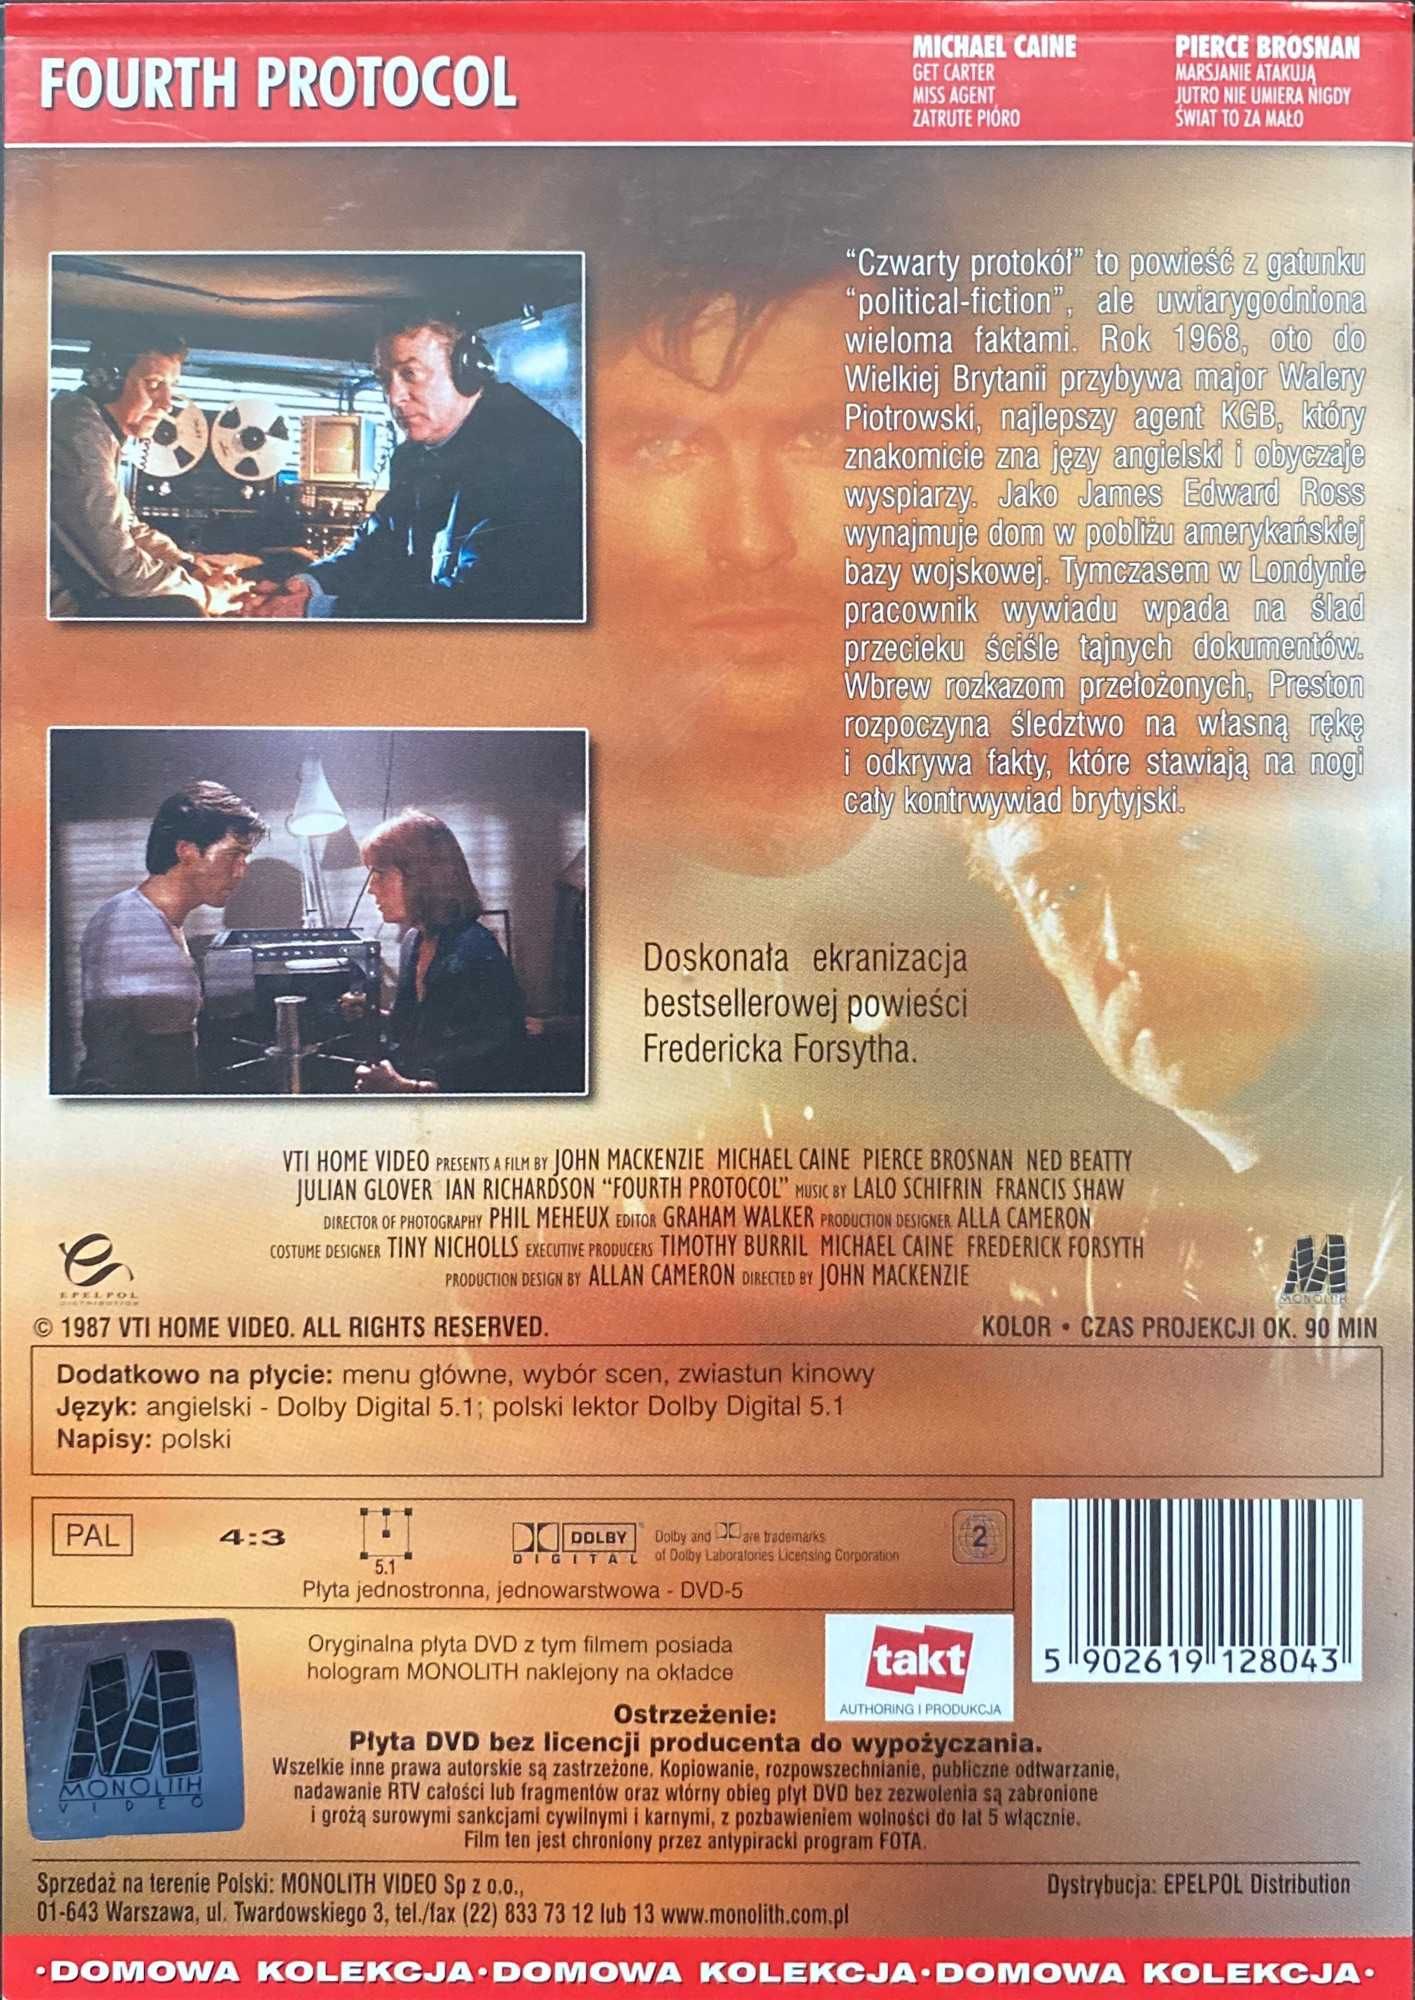 FOURTH PROTOCOL
MICHAEL CAINE
GET CARTER
MISS AGENT
ZATRUTE PIÓRO
PIERCE BROSNAN
MARSJANIE ATAKUJĄ
JUTRO NIE UMIERA NIGDY
ŚWIAT TO ZA MAŁO
“Czwarty protokół” to powieść z gatunku
“political-fiction”, ale uwiarygodniona
wieloma faktami. Rok 1968, oto do
Wielkiej Brytanii przybywa major Walery
Piotrowski, najlepszy agent KGB, który
znakomicie zna języ angielski i obyczaje
wyspiarzy. Jako James Edward Ross
wynajmuje dom w pobliżu amerykańskiej
bazy wojskowej. Tymczasem w Londynie
pracownik wywiadu wpada na ślad
przecieku ściśle tajnych dokumentów.
Wbrew rozkazom przełożonych, Preston
rozpoczyna śledztwo na własną rękę
i odkrywa fakty, które stawiają na nogi
cały kontrwywiad brytyjski.
Doskonała ekranizacja
bestsellerowej powieści
Fredericka Forsytha.
VTI HOME VIDEO PRESENTS A FILM BY JOHN MACKENZIE MICHAEL CAINE PIERCE BROSNAN NED BEATTY
JULIAN GLOVER IAN RICHARDSON “FOURTH PROTOCOL” MUSIC BY LALO SCHIFRIN FRANCIS SHAW
DIRECTOR OF PHOTOGRAPHY PHIL MEHEUX EDITOR GRAHAM WALKER PRODUCTION DESIGNER ALLA CAMERON
COSTUME DESIGNER TINY NICHOLLS EXECUTIVE PRODUCERS TIMOTHY BURRIL MICHAEL CAINE FREDERICK FORSYTH
PRODUCTION DESIGN BY ALLAN CAMERON DIRECTED BY JOHN MACKENZIE
EPELPOL
DISTRIBUTION
MONOLITH
© 1987 VTI HOME VIDEO. ALL RIGHTS RESERVED.
KOLOR • CZAS PROJEKCJI OK. 90 MIN
Dodatkowo na płycie: menu główne, wybór scen, zwiastun kinowy
Język: angielski - Dolby Digital 5.1; polski lektor Dolby Digital 5.1
Napisy: polski
PAL
4:3
5.1
DOLBY
DIGITAL
Dolby and are trademarks
of Dolby Laboratories Licensing Corporation
2
Płyta jednostronna, jednowarstwowa - DVD-5
5 902619 128043
Oryginalna płyta DVD z tym filmem posiada
hologram MONOLITH naklejony na okładce
takt
AUTHORING I PRODUKCJA
MONOLITH
VIDEO
Ostrzeżenie:
Płyta DVD bez licencji producenta do wypożyczania.
Wszelkie inne prawa autorskie są zastrzeżone. Kopiowanie, rozpowszechnianie, publiczne odtwarzanie,
nadawanie RTV całości lub fragmentów oraz wtórny obieg płyt DVD bez zezwolenia są zabronione
i grożą surowymi sankcjami cywilnymi i karnymi, z pozbawieniem wolności do lat 5 włącznie.
Film ten jest chroniony przez antypiracki program FOTA.
Sprzedaż na terenie Polski: MONOLITH VIDEO Sp z o.o.,
01-643 Warszawa, ul. Twardowskiego 3, tel./fax (22) 833 73 12 lub 13 www.monolith.com.pl
Dystrybucja: EPELPOL Distribution
•DOMOWA KOLEKCJA•DOMOWA KOLEKCJA•DOMOWA KOLEKCJA•